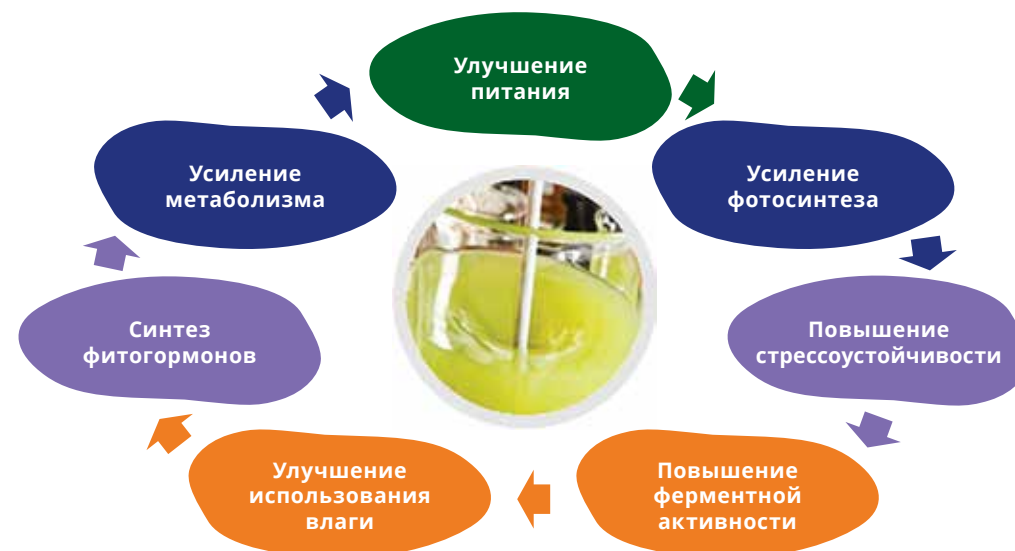 Улучшение
питания
Усиление
фотосинтеза
Повышение
стрессоустойчивости
Повышение
ферментной
активности
Улучшение
использования
влаги
Синтез
фитогормонов
Усиление
метаболизма